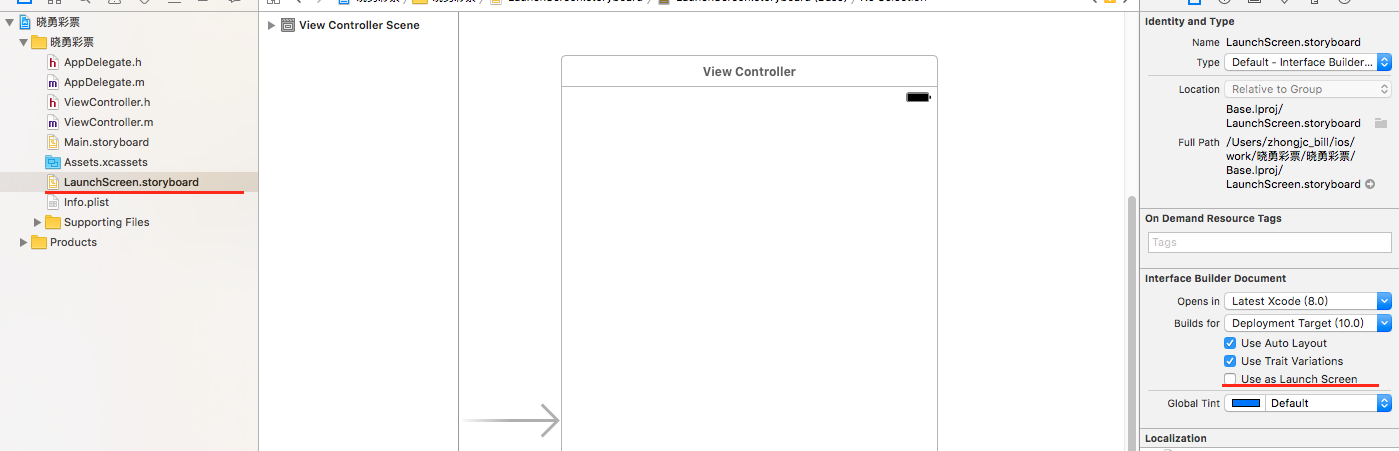 晓勇彩票
晓勇彩票
AppDelegate.h
AppDelegate.m
ViewController.h
ViewController.m
Main.storyboard
Assets.xcassets
LaunchScreen.storyboard
Info.plist
Supporting Files
Products
View Controller Scene
View Controller
Identity and Type
Name LaunchScreen.storyboard
Type Default - Interface Builder...
Location Relative to Group
Base.lproj/
LaunchScreen.storyboard
Full Path /Users/zhongjc_bill/ios/
work/晓勇彩票/晓勇彩票/
Base.lproj/
LaunchScreen.storyboard
On Demand Resource Tags
Tags
Interface Builder Document
Opens in Latest Xcode (8.0)
Builds for Deployment Target (10.0)
Use Auto Layout
Use Trait Variations
Use as Launch Screen
Global Tint Default
Localization